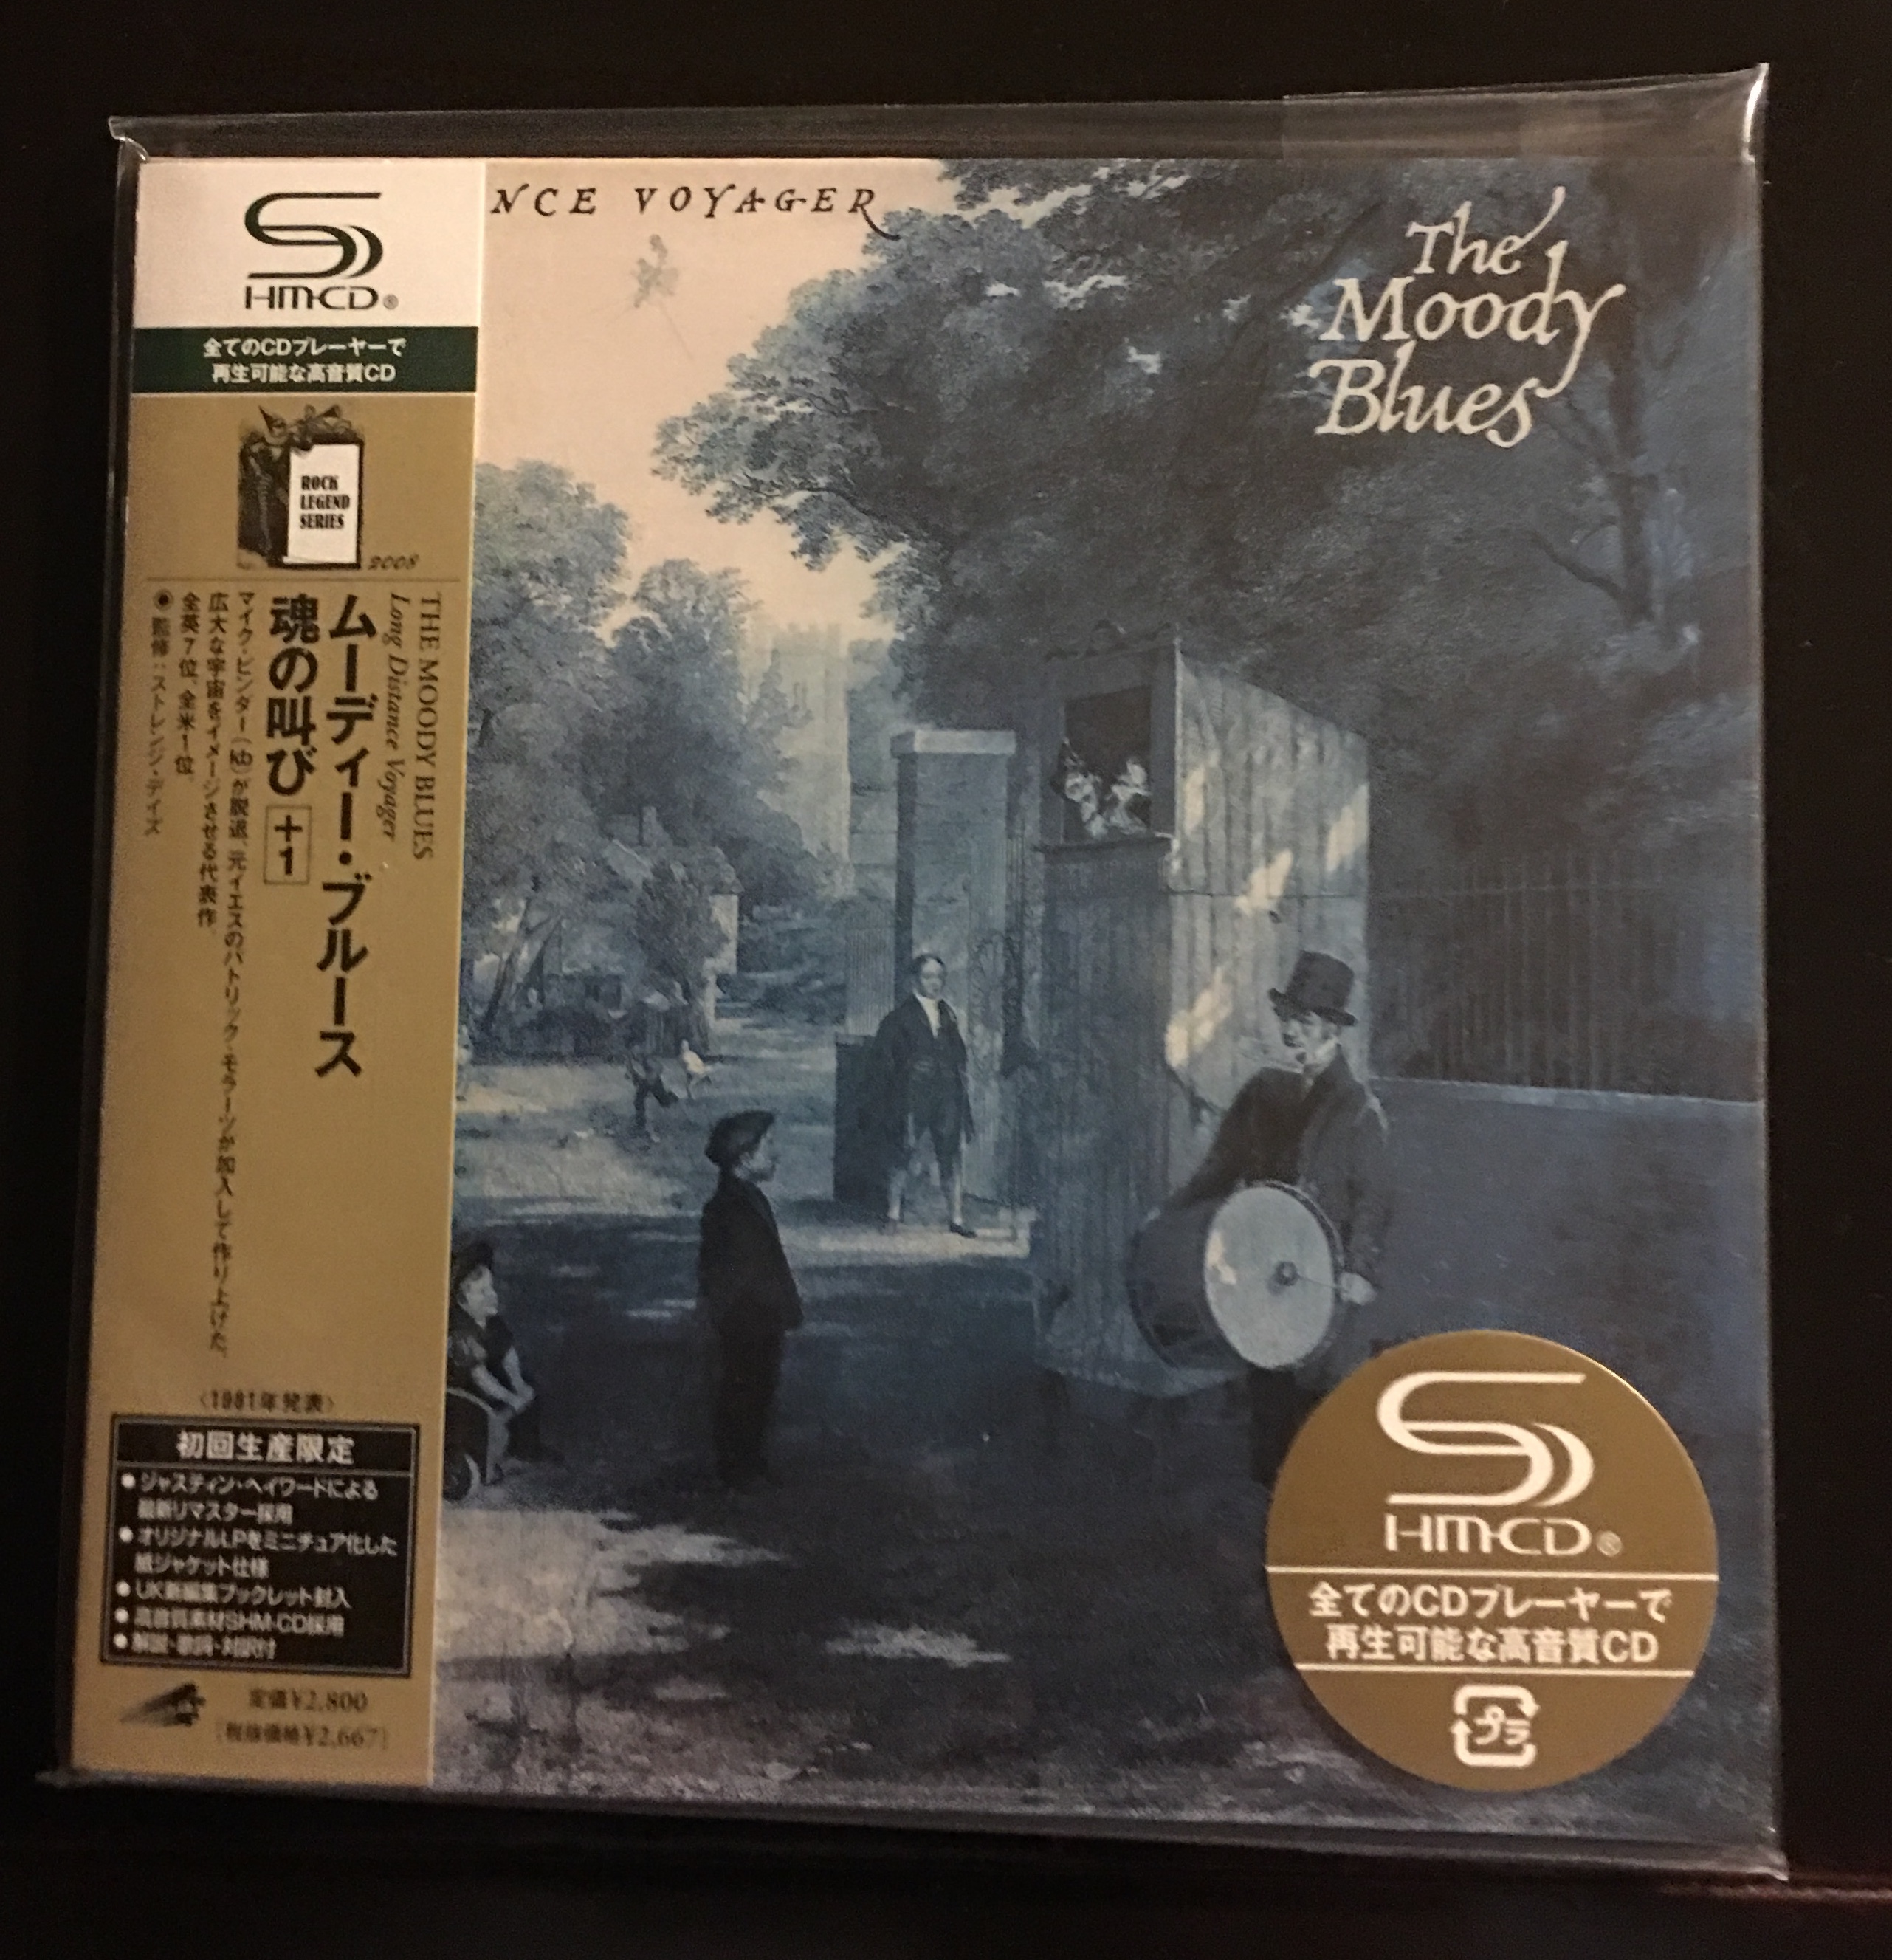 SHM-CD®
全てのCDプレーヤーで
再生可能な高音質CD
ROCK
LEGEND
SERIES
2008
THE MOODY BLUES
Long Distance Voyager
ムーディー・ブルース
魂の叫び +1
マイク・ピンダー(kb)が脱退、元イエスのパトリック・モラーツが加入して作り上げた、
広大な宇宙をイメージさせる代表作。
全英7位、全米1位。
◉監修:ストレンジ・デイズ
〈1981年発表〉
初回生産限定
●ジャスティン・ヘイワードによる
最新リマスター採用
●オリジナルLPをミニチュア化した
紙ジャケット仕様
●UK新編集ブックレット封入
●高音質素材SHM-CD採用
●解説・歌詞・対訳付
定価¥2,800
[税抜価格¥2,667]
NCE VOYAGER
The
Moody
Blues
SHM-CD®
全てのCDプレーヤーで
再生可能な高音質CD
プラ